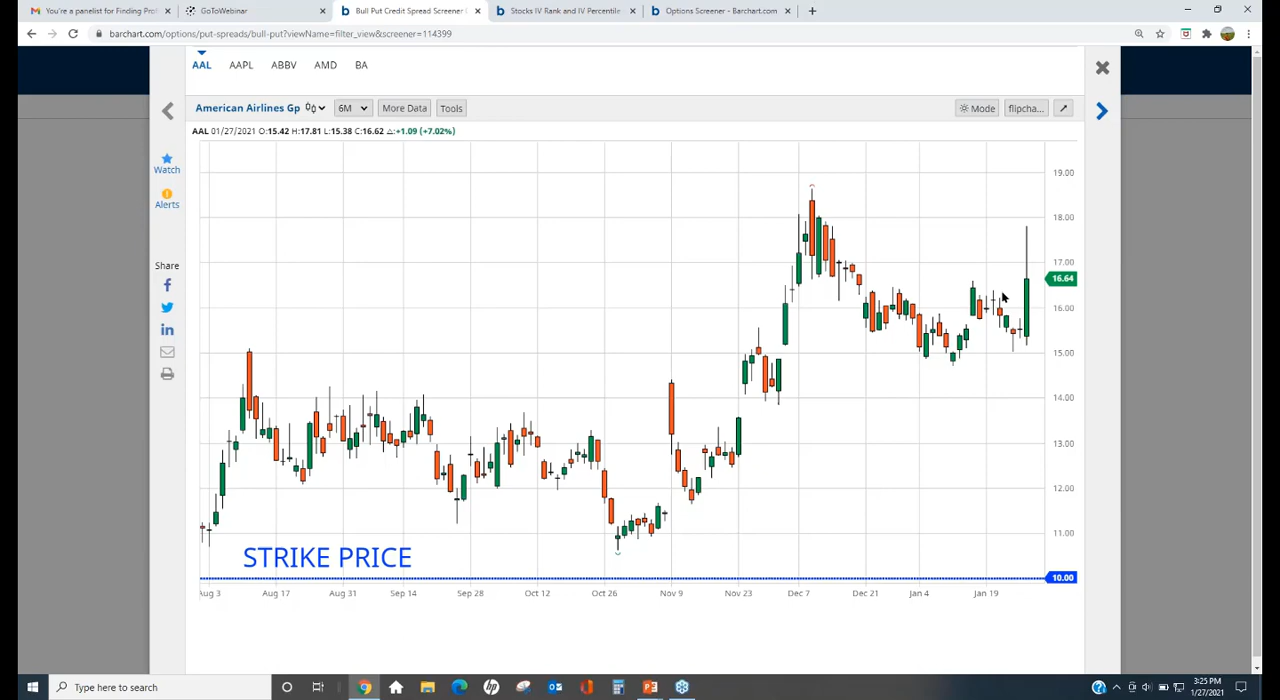 You're a panelist for Finding Pro
GoToWebinar
Bull Put Credit Spread Screener
Stocks IV Rank and IV Percentile
Options Screener - Barchart.com
barchart.com/options/put-spreads/bull-put?viewName=filter_view&screener=114399
AAL AAPL ABBV AMD BA
American Airlines Gp 6M More Data Tools Mode flipcha...
AAL 01/27/2021 O:15.42 H:17.81 L:15.38 C:16.62 △:+1.09 (+7.02%)
Watch
Alerts
Share
19.00
18.00
17.00
16.64
16.00
15.00
14.00
13.00
12.00
11.00
STRIKE PRICE
10.00
Aug 3 Aug 17 Aug 31 Sep 14 Sep 28 Oct 12 Oct 26 Nov 9 Nov 23 Dec 7 Dec 21 Jan 4 Jan 19
Type here to search
3:25 PM
1/27/2021